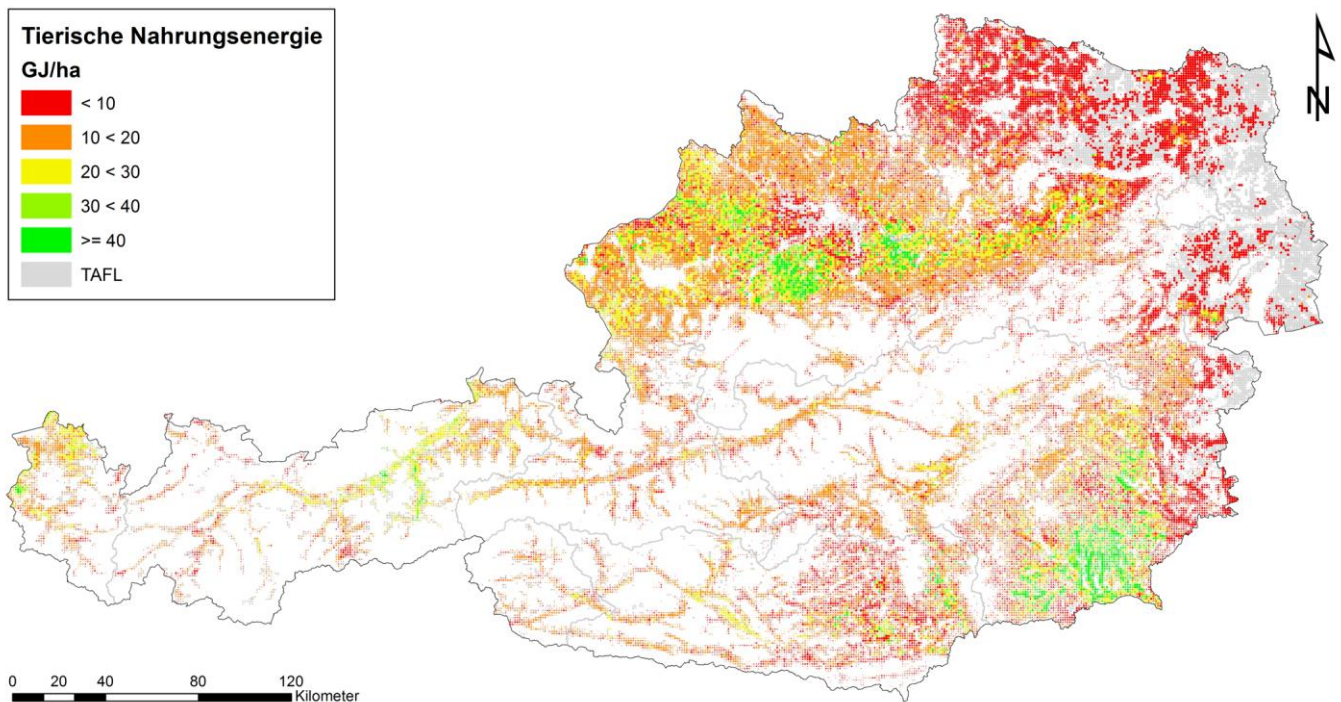 Tierische Nahrungsenergie
GJ/ha
< 10
10 < 20
20 < 30
30 < 40
>= 40
TAFL
N
0 20 40 80 120
Kilometer